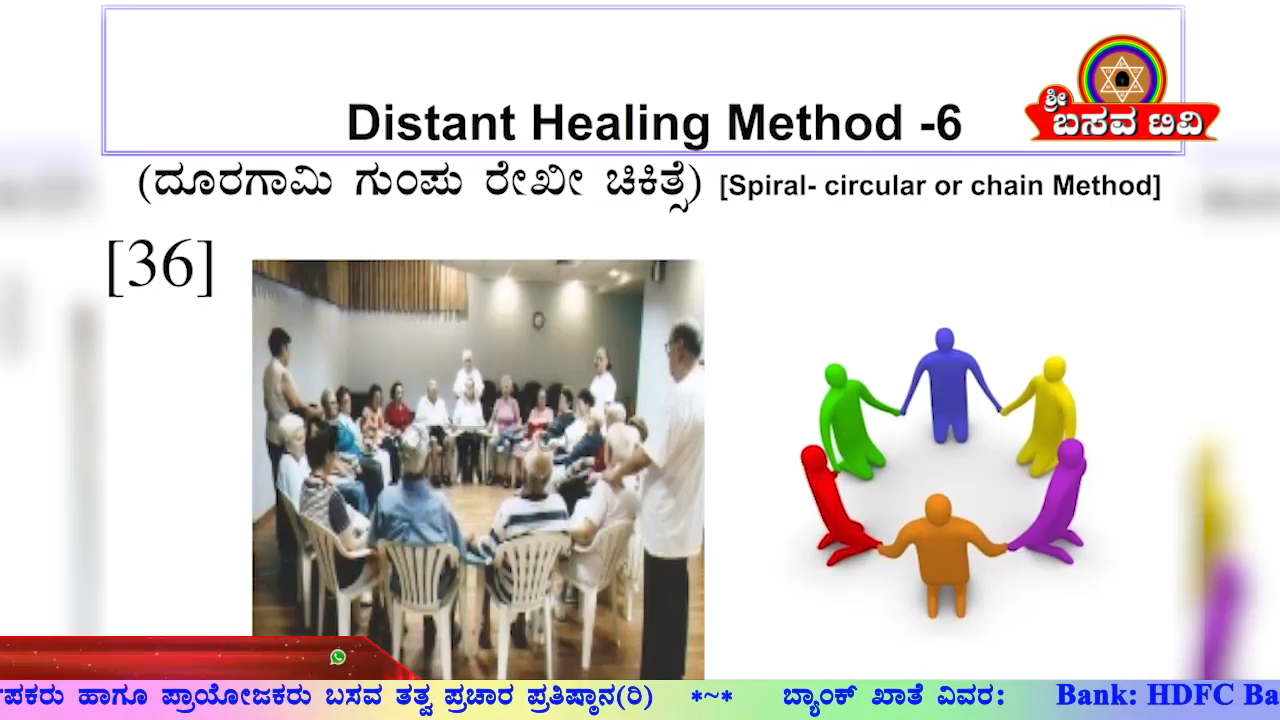 Distant Healing Method -6
ಶ್ರೀ
ಬಸವ ಟಿವಿ
(ದೂರಗಾಮಿ ಗುಂಪು ರೇಖೀ ಚಿಕಿತ್ಸೆ) [Spiral- circular or chain Method]
[36]
ಪಕರು ಹಾಗೂ ಪ್ರಾಯೋಜಕರು ಬಸವ ತತ್ವ ಪ್ರಚಾರ ಪ್ರತಿಷ್ಠಾನ(ರಿ) *~* ಬ್ಯಾಂಕ್ ಖಾತೆ ವಿವರ: Bank: HDFC Ba